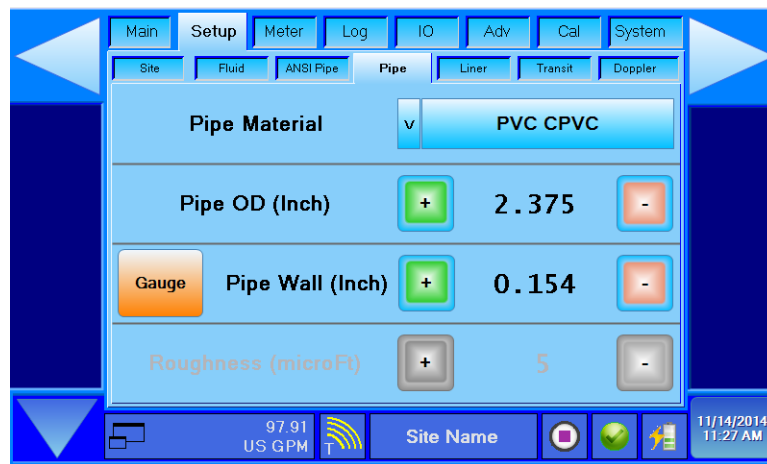 Main Setup Meter Log IO Adv Cal System
Site Fluid ANSI Pipe Pipe Liner Transit Doppler
Pipe Material v PVC CPVC
Pipe OD (Inch) + 2.375 -
Gauge Pipe Wall (Inch) + 0.154 -
Roughness (microFt) + 5 -
97.91
US GPM T Site Name
11/14/2014
11:27 AM